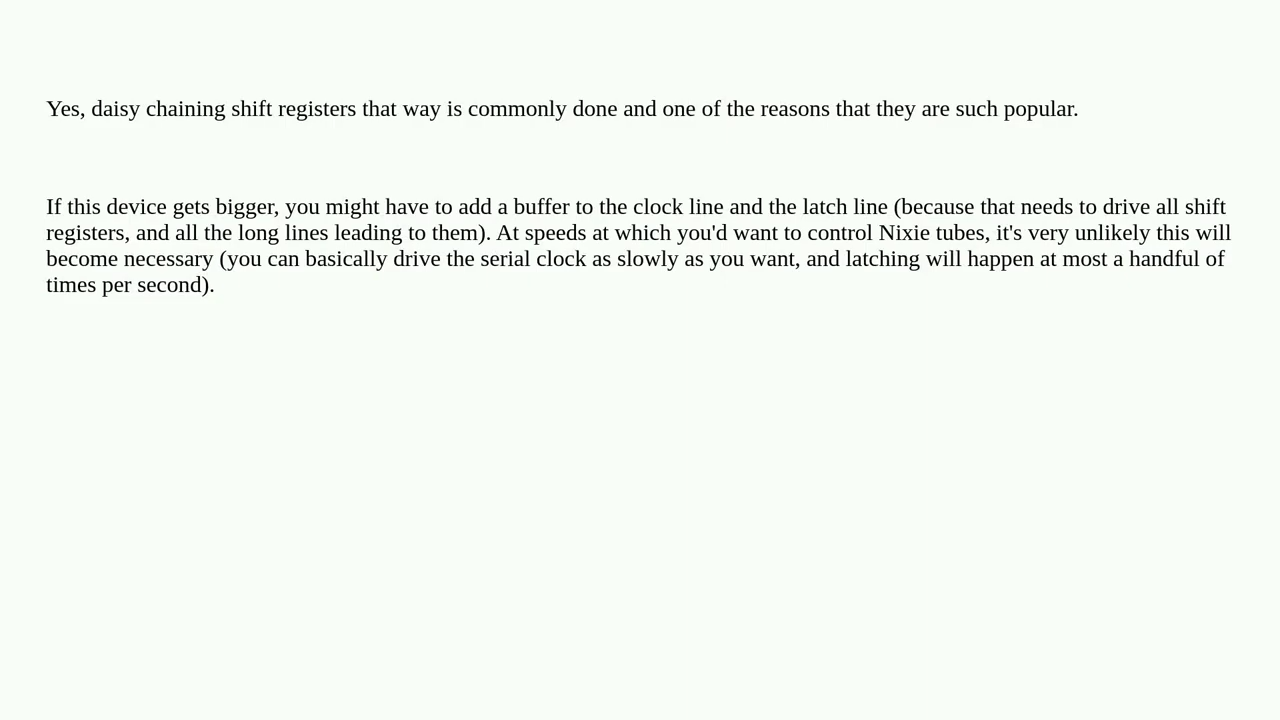 Yes, daisy chaining shift registers that way is commonly done and one of the reasons that they are such popular.
If this device gets bigger, you might have to add a buffer to the clock line and the latch line (because that needs to drive all shift
registers, and all the long lines leading to them). At speeds at which you'd want to control Nixie tubes, it's very unlikely this will
become necessary (you can basically drive the serial clock as slowly as you want, and latching will happen at most a handful of
times per second).